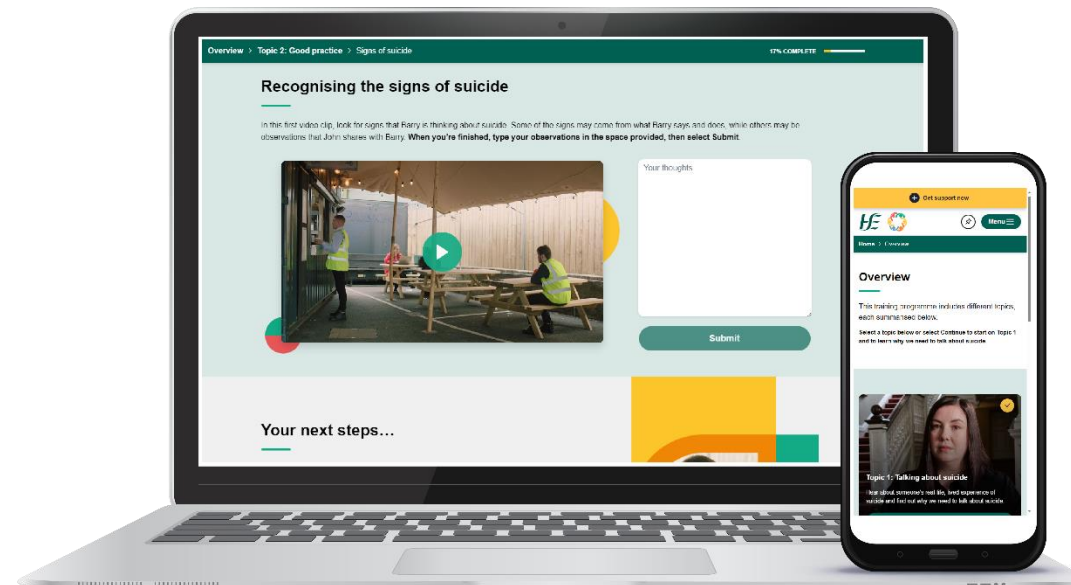 Overview > Topic 2: Good practice > Signs of suicide
17% COMPLETE
Recognising the signs of suicide
In this first video clip, look for signs that Barry is thinking about suicide. Some of the signs may come from what Barry says and does, while others may be
observations that John shares with Barry. When you're finished, type your observations in the space provided, then select Submit.
Your thoughts
Submit
Your next steps...
Get support now
HE
Menu
Home > Overview
Overview
This training programme includes different topics,
each summarised below.
Select a topic below or select Continue to start on Topic 1
and to learn why we need to talk about suicide
Topic 1: Talking about suicide
Hear about someone's real life, lived experience of
suicide and find out why we need to talk about suicide